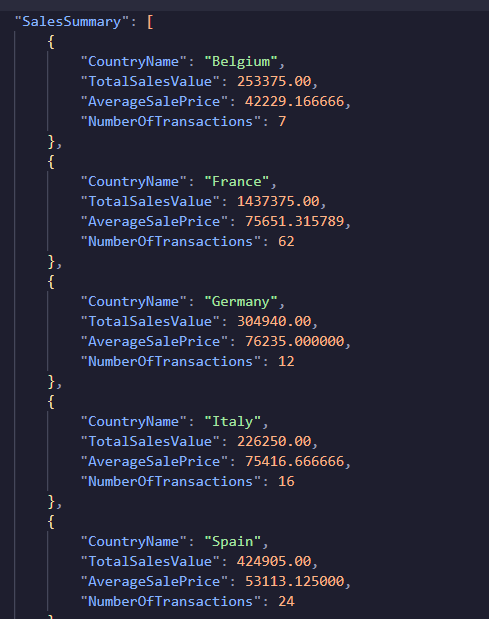 "SalesSummary": [
{
"CountryName": "Belgium",
"TotalSalesValue": 253375.00,
"AverageSalePrice": 42229.166666,
"NumberOfTransactions": 7
},
{
"CountryName": "France",
"TotalSalesValue": 1437375.00,
"AverageSalePrice": 75651.315789,
"NumberOfTransactions": 62
},
{
"CountryName": "Germany",
"TotalSalesValue": 304940.00,
"AverageSalePrice": 76235.000000,
"NumberOfTransactions": 12
},
{
"CountryName": "Italy",
"TotalSalesValue": 226250.00,
"AverageSalePrice": 75416.666666,
"NumberOfTransactions": 16
},
{
"CountryName": "Spain",
"TotalSalesValue": 424905.00,
"AverageSalePrice": 53113.125000,
"NumberOfTransactions": 24